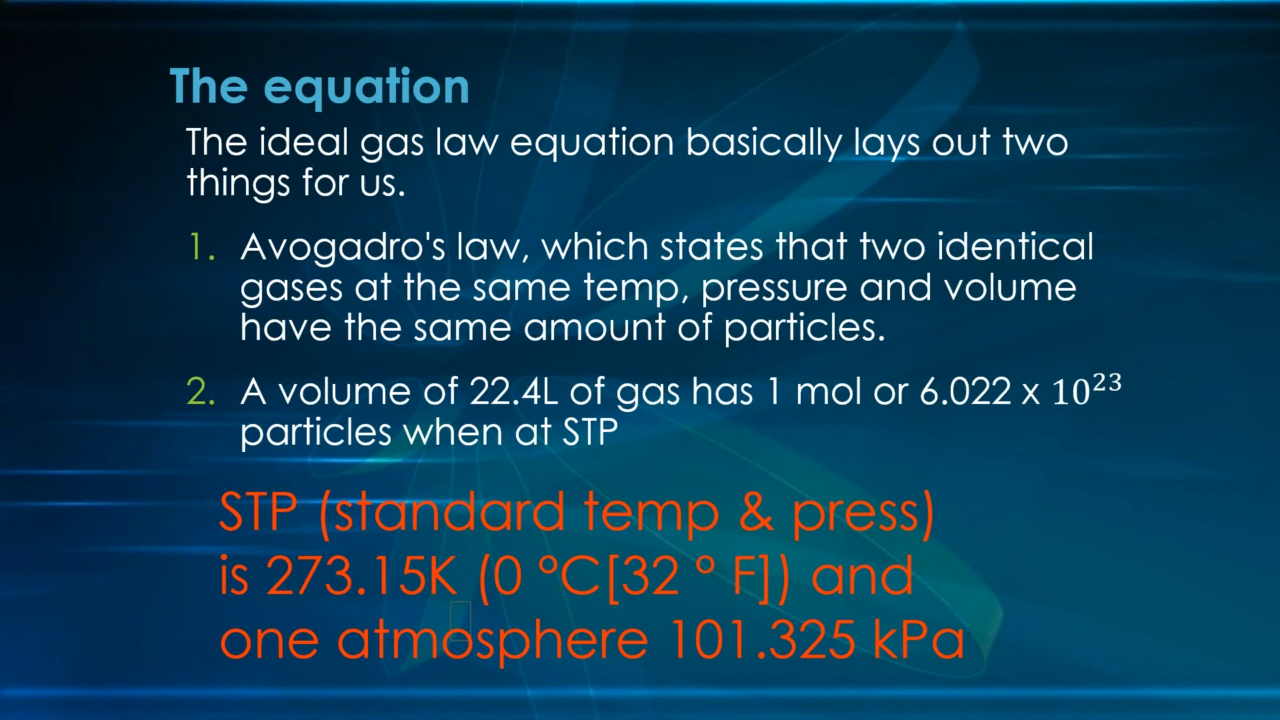 The equation
The ideal gas law equation basically lays out two
things for us.
1. Avogadro's law, which states that two identical
gases at the same temp, pressure and volume
have the same amount of particles.
2. A volume of 22.4L of gas has 1 mol or 6.022 x 10²³
particles when at STP
STP (standard temp & press)
is 273.15K (0 °C[32 ° F]) and
one atmosphere 101.325 kPa